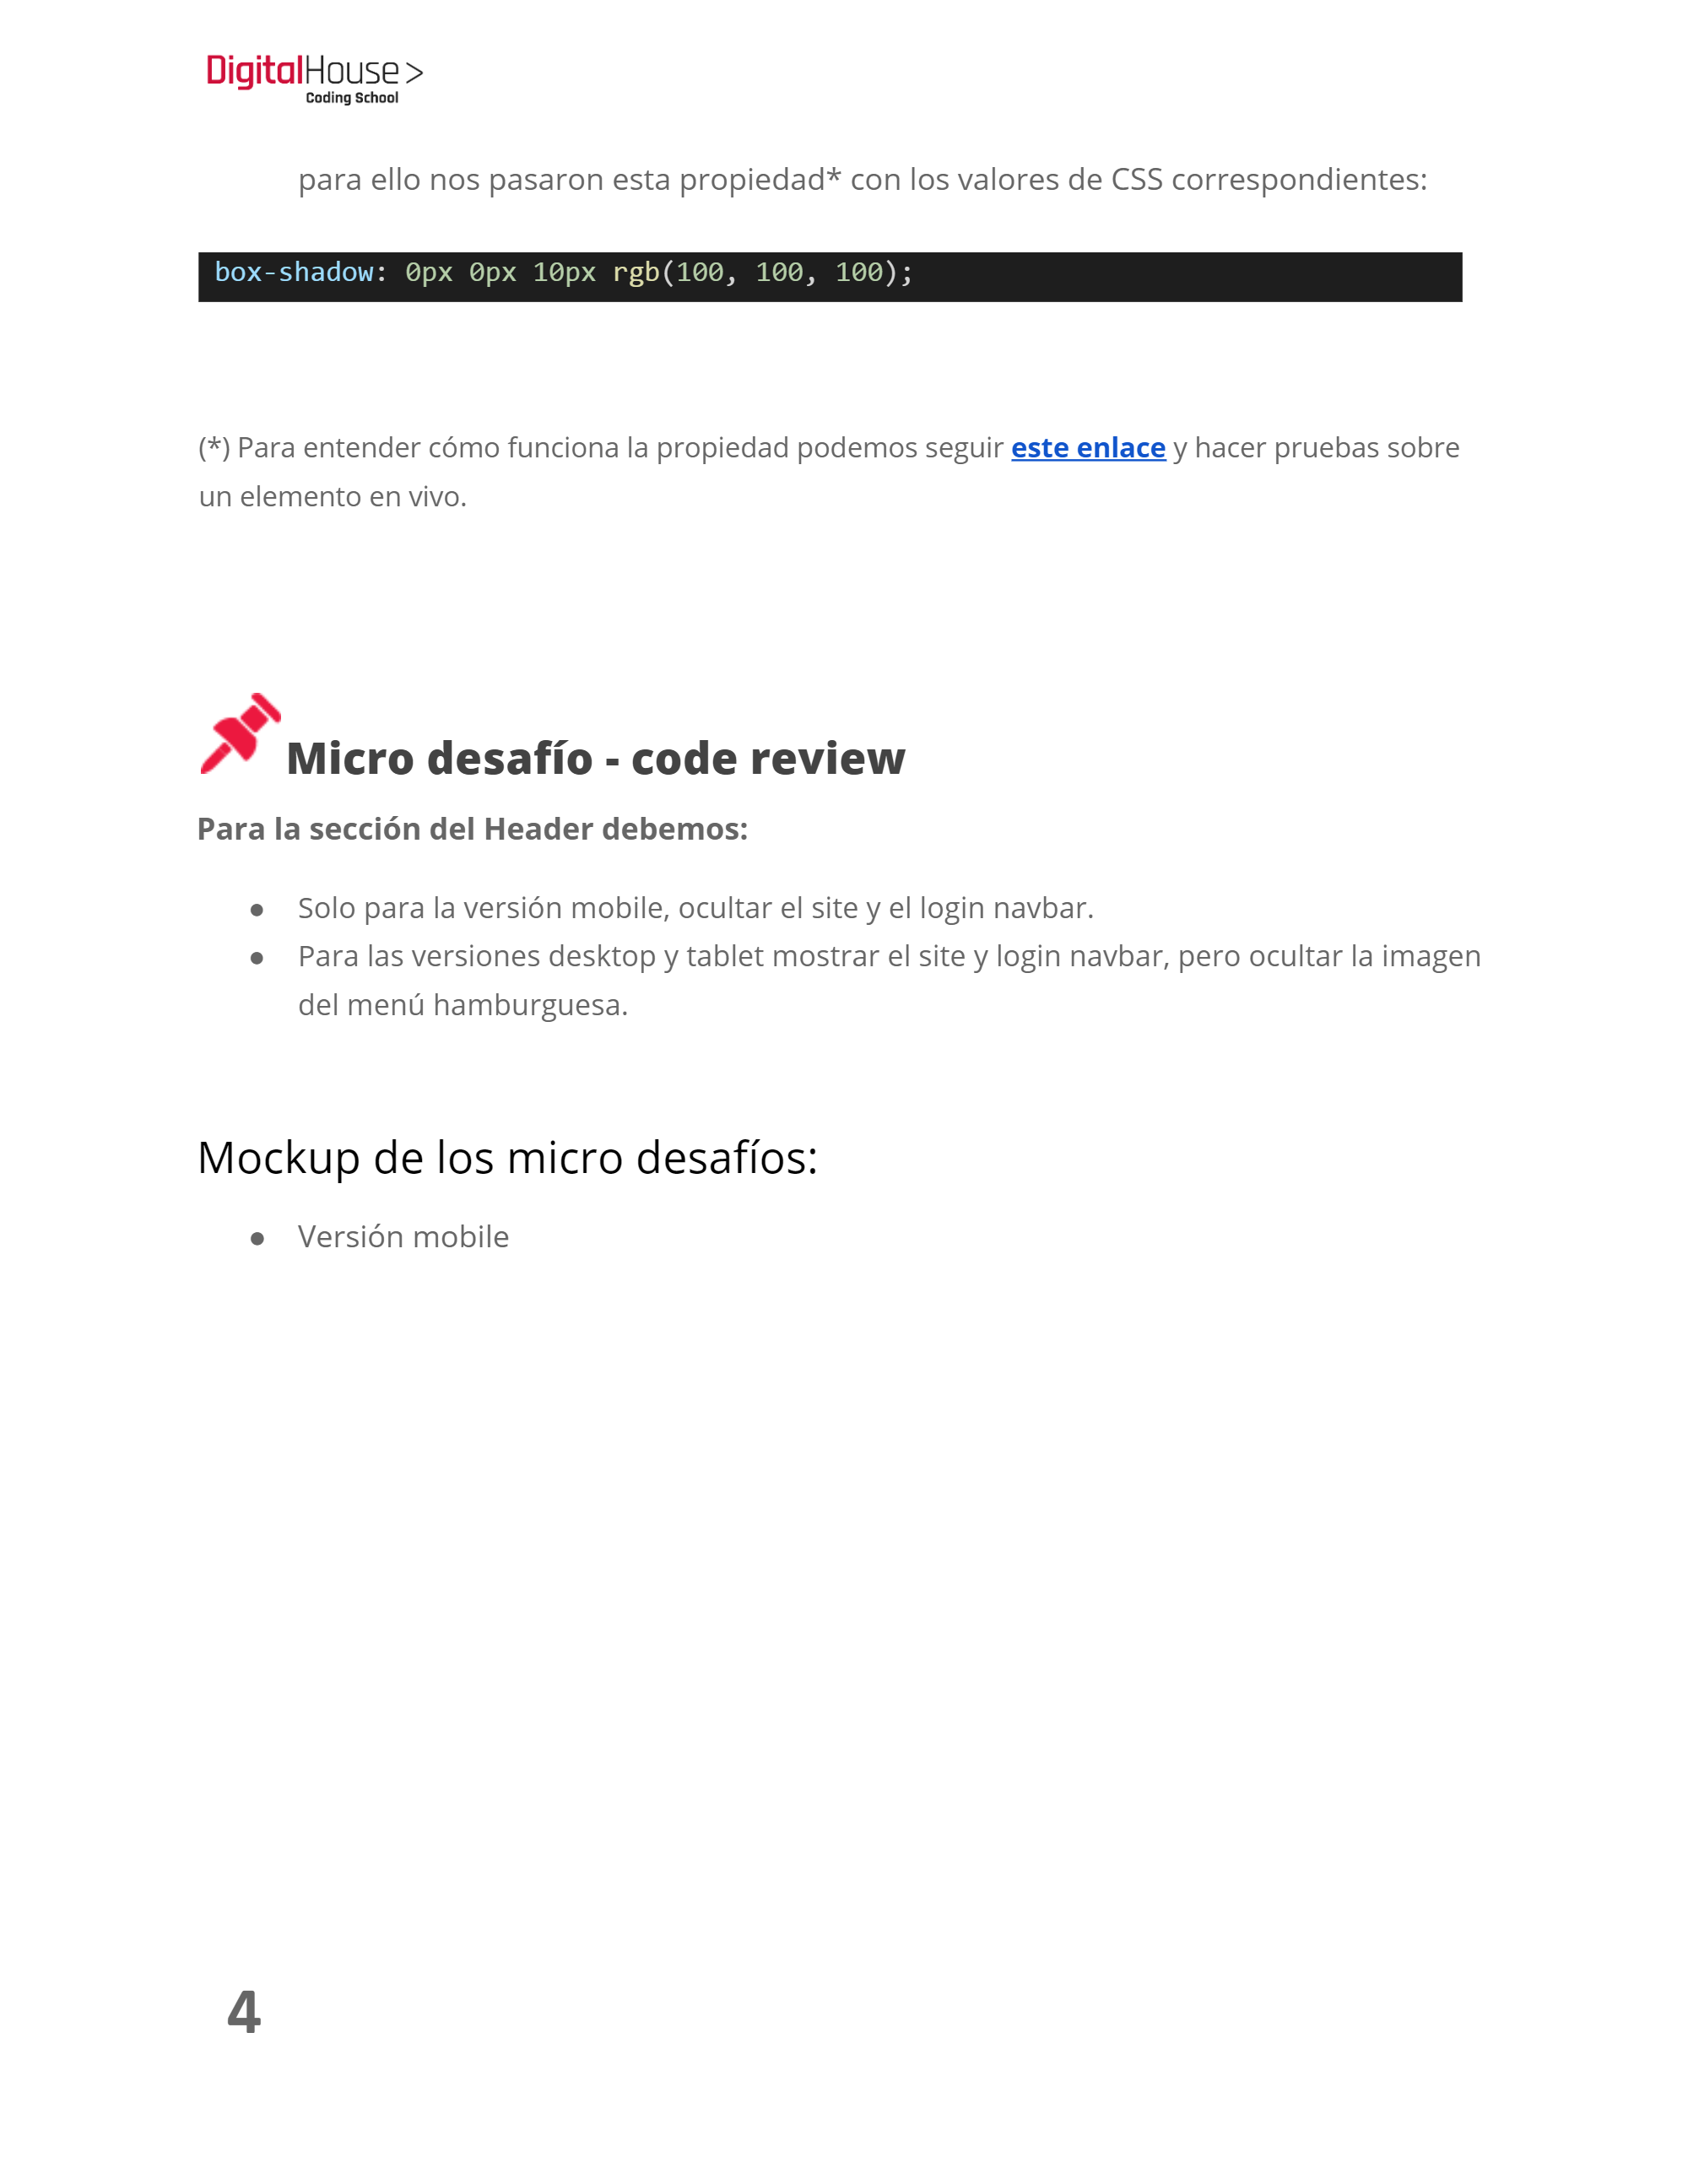 DigitalHouse >
Coding School
para ello nos pasaron esta propiedad* con los valores de CSS correspondientes:
box-shadow: 0px 0px 10px rgb(100, 100, 100);
(*) Para entender cómo funciona la propiedad podemos seguir este enlace y hacer pruebas sobre
un elemento en vivo.
Micro desafío - code review
Para la sección del Header debemos:
● Solo para la versión mobile, ocultar el site y el login navbar.
● Para las versiones desktop y tablet mostrar el site y login navbar, pero ocultar la imagen
del menú hamburguesa.
Mockup de los micro desafíos:
● Versión mobile
4